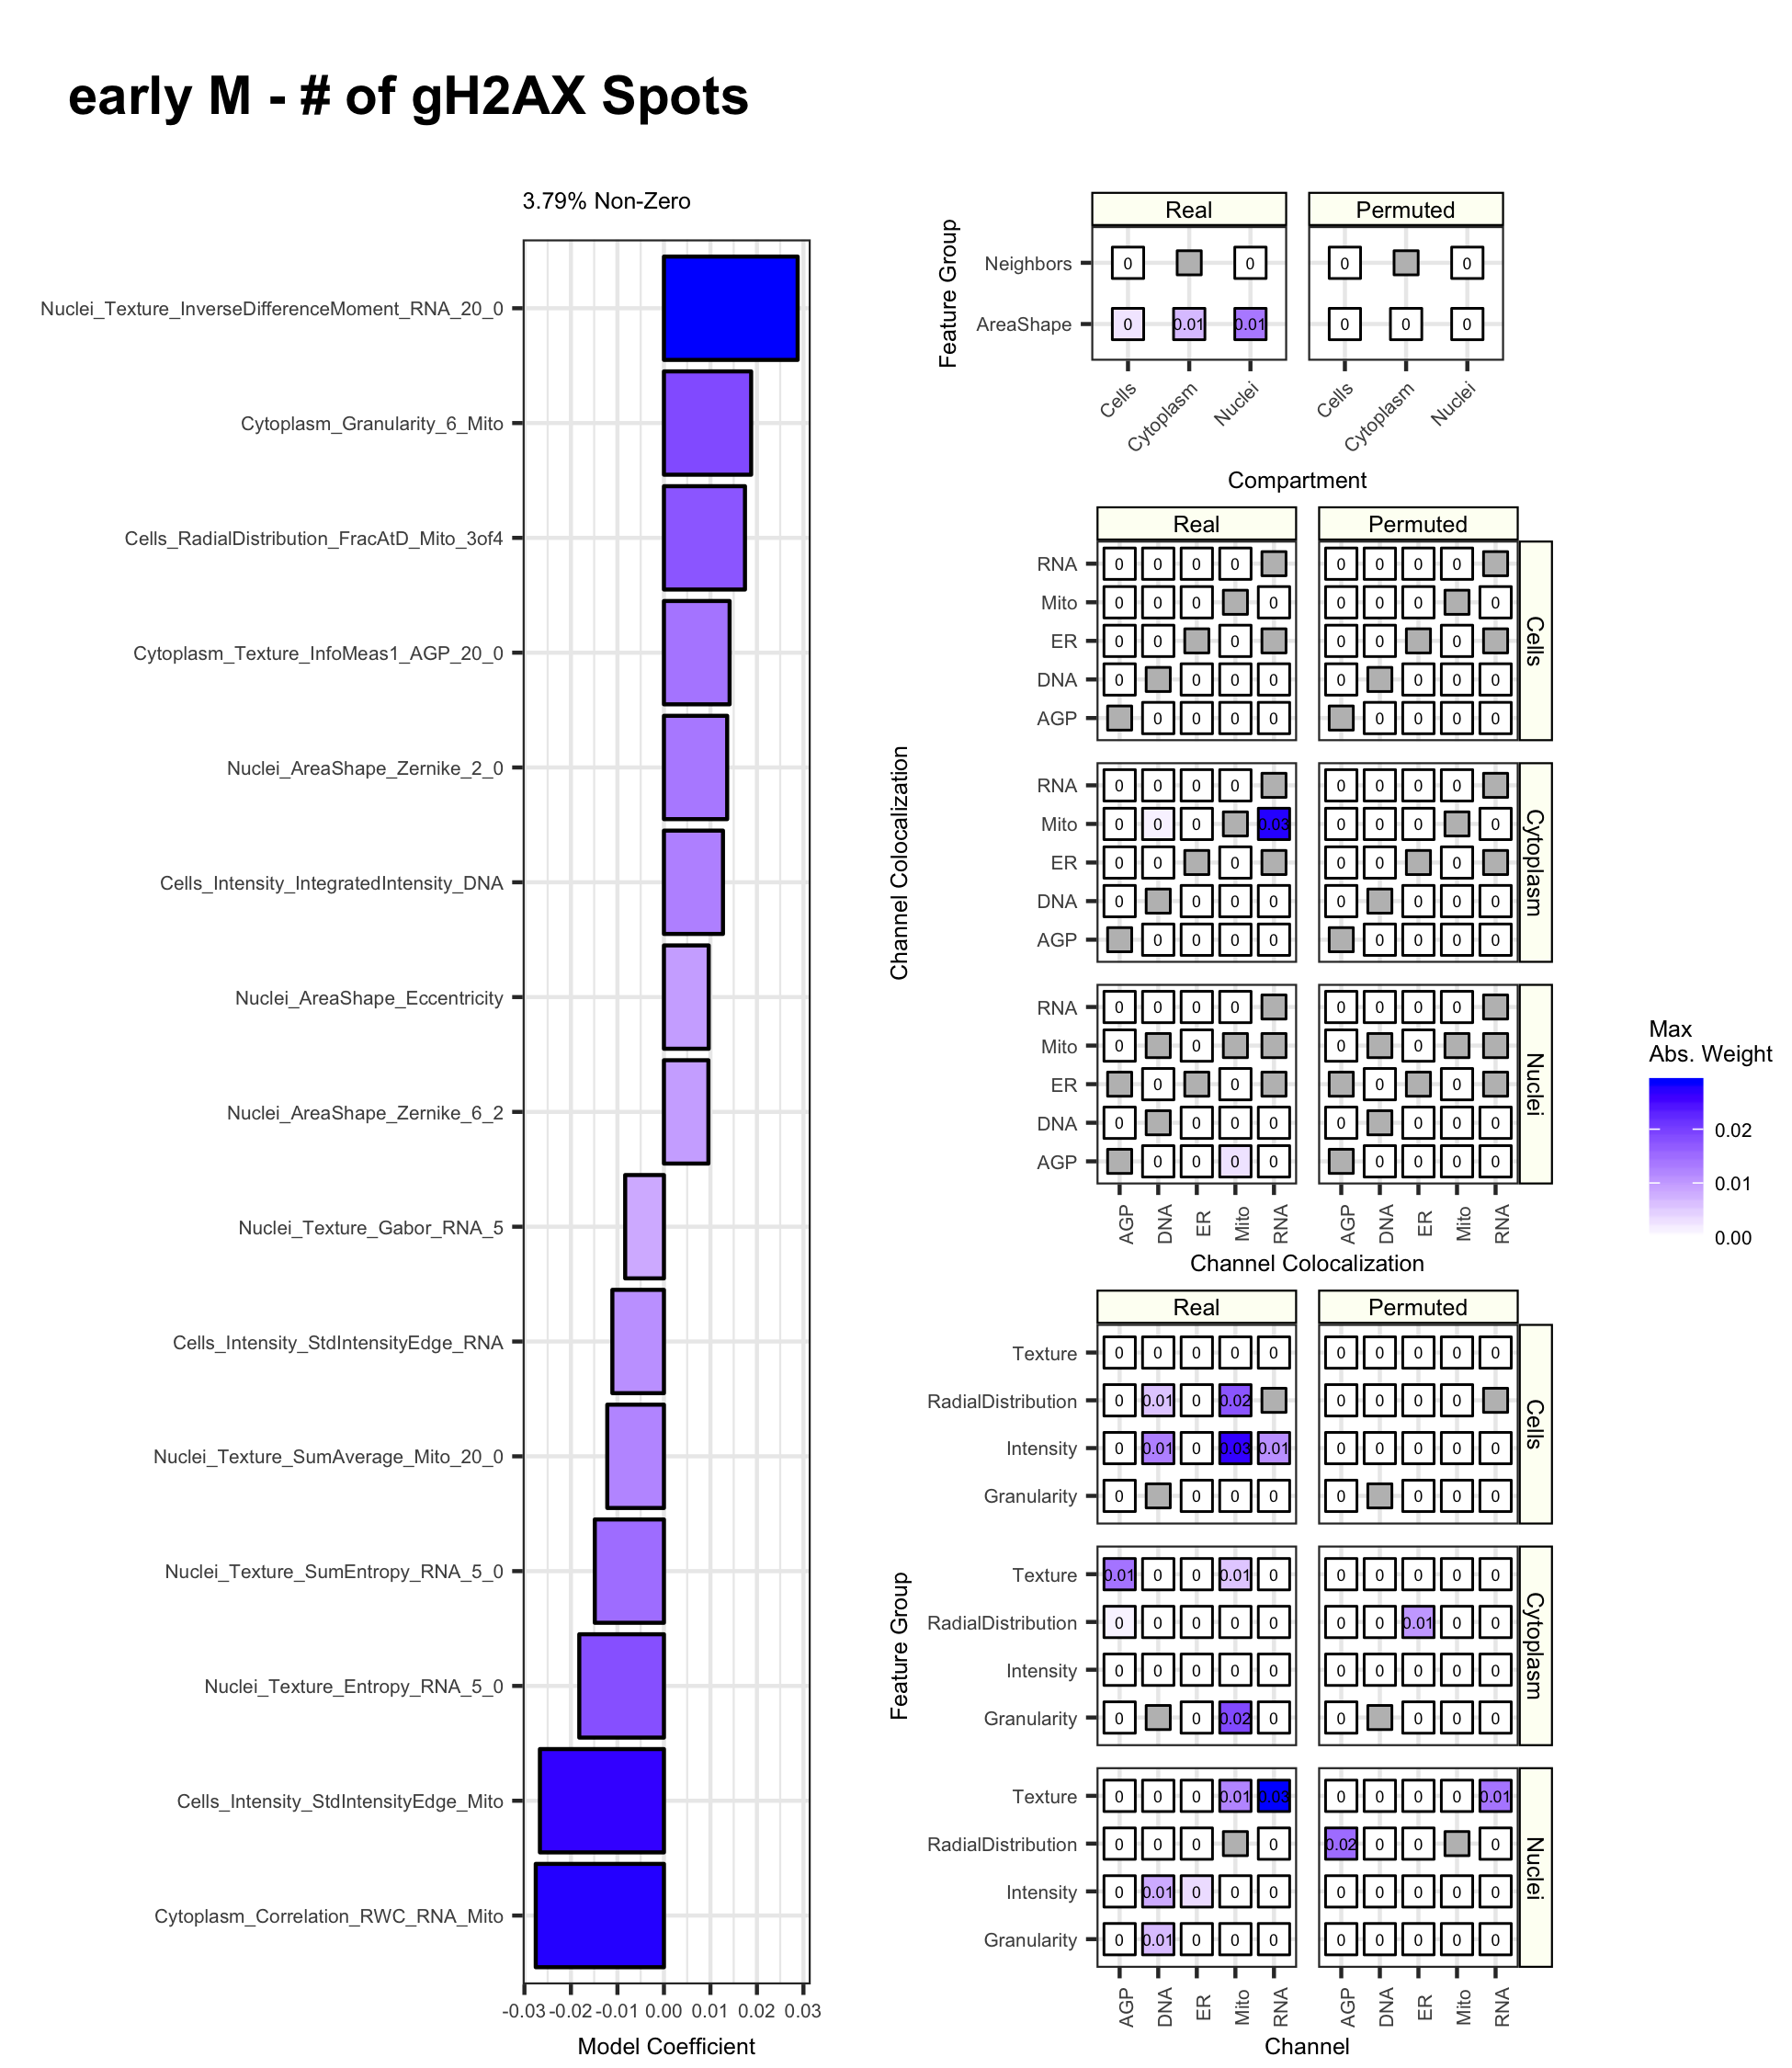 early M - # of gH2AX Spots
3.79% Non-Zero
Nuclei_Texture_InverseDifferenceMoment_RNA_20_0
Cytoplasm_Granularity_6_Mito
Cells_RadialDistribution_FracAtD_Mito_3of4
Cytoplasm_Texture_InfoMeas1_AGP_20_0
Nuclei_AreaShape_Zernike_2_0
Cells_Intensity_IntegratedIntensity_DNA
Nuclei_AreaShape_Eccentricity
Nuclei_AreaShape_Zernike_6_2
Nuclei_Texture_Gabor_RNA_5
Cells_Intensity_StdIntensityEdge_RNA
Nuclei_Texture_SumAverage_Mito_20_0
Nuclei_Texture_SumEntropy_RNA_5_0
Nuclei_Texture_Entropy_RNA_5_0
Cells_Intensity_StdIntensityEdge_Mito
Cytoplasm_Correlation_RWC_RNA_Mito
-0.03 -0.02 -0.01 0.00 0.01 0.02 0.03
Model Coefficient
Feature Group
Real Permuted
Neighbors 0 0 0 0
AreaShape 0 0.01 0.01 0 0 0
Cells Cytoplasm Nuclei Cells Cytoplasm Nuclei
Compartment
Channel Colocalization
Real Permuted
Cells
RNA 0 0 0 0 0 0 0 0
Mito 0 0 0 0 0 0 0 0
ER 0 0 0 0 0 0
DNA 0 0 0 0 0 0 0 0
AGP 0 0 0 0 0 0 0 0
Cytoplasm
RNA 0 0 0 0 0 0 0 0
Mito 0 0 0 0.03 0 0 0 0
ER 0 0 0 0 0 0
DNA 0 0 0 0 0 0 0 0
AGP 0 0 0 0 0 0 0 0
Nuclei
RNA 0 0 0 0 0 0 0 0
Mito 0 0 0 0
ER 0 0 0 0
DNA 0 0 0 0 0 0 0 0
AGP 0 0 0 0 0 0 0 0
AGP DNA ER Mito RNA AGP DNA ER Mito RNA
Channel Colocalization
Max
Abs. Weight
0.02
0.01
0.00
Feature Group
Real Permuted
Cells
Texture 0 0 0 0 0 0 0 0 0 0
RadialDistribution 0 0.01 0 0.02 0 0 0 0
Intensity 0 0.01 0 0.03 0.01 0 0 0 0 0
Granularity 0 0 0 0 0 0 0 0
Cytoplasm
Texture 0.01 0 0 0.01 0 0 0 0 0 0
RadialDistribution 0 0 0 0 0 0 0 0.01 0 0
Intensity 0 0 0 0 0 0 0 0 0 0
Granularity 0 0 0.02 0 0 0 0 0
Nuclei
Texture 0 0 0 0.01 0.03 0 0 0 0 0.01
RadialDistribution 0 0 0 0 0.02 0 0 0
Intensity 0 0.01 0 0 0 0 0 0 0 0
Granularity 0 0.01 0 0 0 0 0 0 0 0
AGP DNA ER Mito RNA AGP DNA ER Mito RNA
Channel